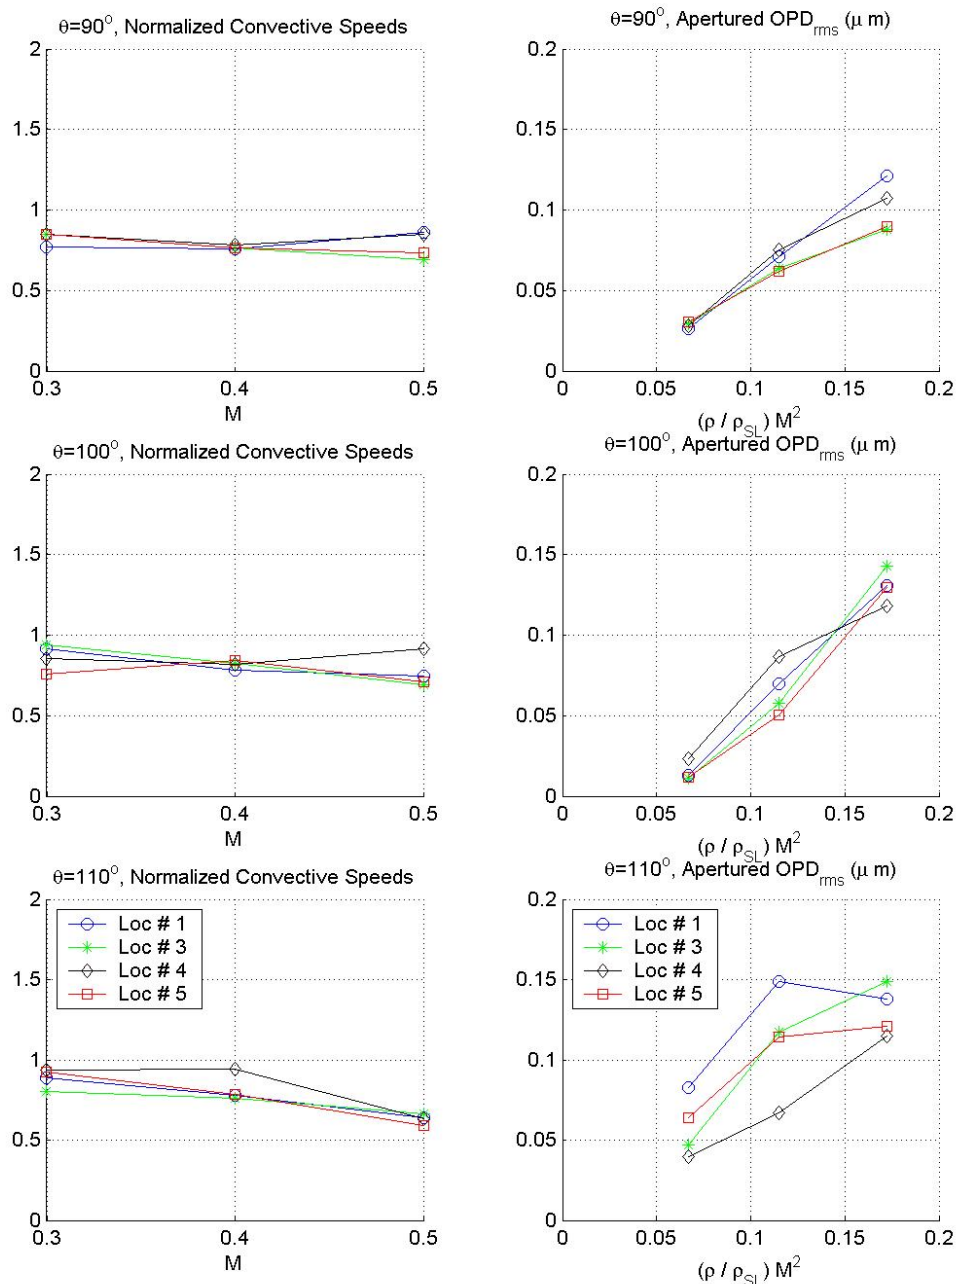 θ=90°, Normalized Convective Speeds
2
1.5
1
0.5
0
0.3
0.4
0.5
M
θ=90°, Apertured OPD_rms (μ m)
0.2
0.15
0.1
0.05
0
0
0.05
0.1
0.15
0.2
(ρ / ρ_SL) M²
θ=100°, Normalized Convective Speeds
2
1.5
1
0.5
0
0.3
0.4
0.5
M
θ=100°, Apertured OPD_rms (μ m)
0.2
0.15
0.1
0.05
0
0
0.05
0.1
0.15
0.2
(ρ / ρ_SL) M²
θ=110°, Normalized Convective Speeds
2
1.5
1
0.5
0
Loc # 1
Loc # 3
Loc # 4
Loc # 5
0.3
0.4
0.5
M
θ=110°, Apertured OPD_rms (μ m)
0.2
0.15
0.1
0.05
0
Loc # 1
Loc # 3
Loc # 4
Loc # 5
0
0.05
0.1
0.15
0.2
(ρ / ρ_SL) M²